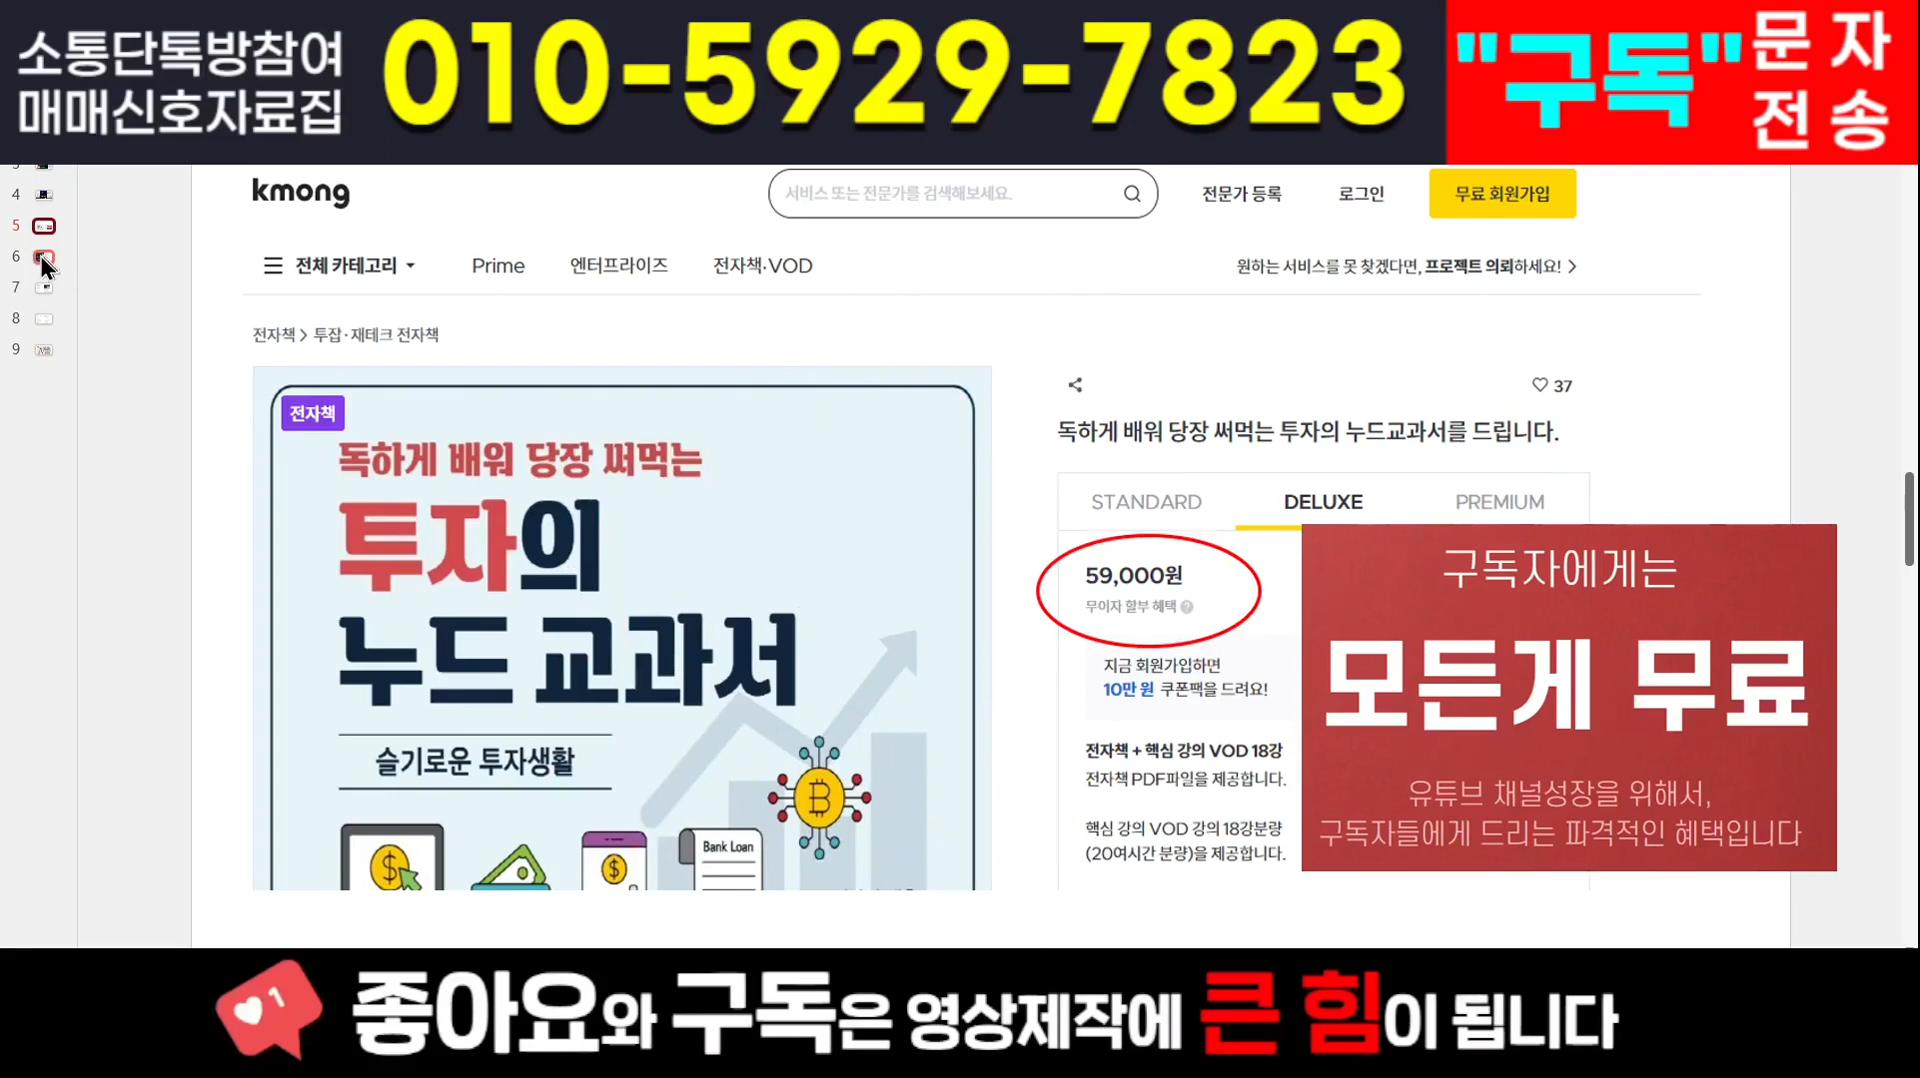 소통단톡방참여
매매신호자료집
010-5929-7823
"구독"
문 자
전 송
4
5
6
7
8
9
kmong
서비스 또는 전문가를 검색해보세요.
전문가 등록
로그인
무료 회원가입
전체 카테고리
Prime
엔터프라이즈
전자책·VOD
원하는 서비스를 못 찾겠다면, 프로젝트 의뢰하세요!
전자책 > 투잡·재테크 전자책
전자책
독하게 배워 당장 써먹는
투자의
누드 교과서
슬기로운 투자생활
Bank Loan
37
독하게 배워 당장 써먹는 투자의 누드교과서를 드립니다.
STANDARD
DELUXE
PREMIUM
59,000원
무이자 할부 혜택
지금 회원가입하면
10만 원 쿠폰팩을 드려요!
전자책 + 핵심 강의 VOD 18강
전자책 PDF파일을 제공합니다.
핵심 강의 VOD 강의 18강분량
(20여시간 분량)을 제공합니다.
구독자에게는
모든게 무료
유튜브 채널성장을 위해서,
구독자들에게 드리는 파격적인 혜택입니다
1
좋아요와 구독은 영상제작에 큰 힘이 됩니다